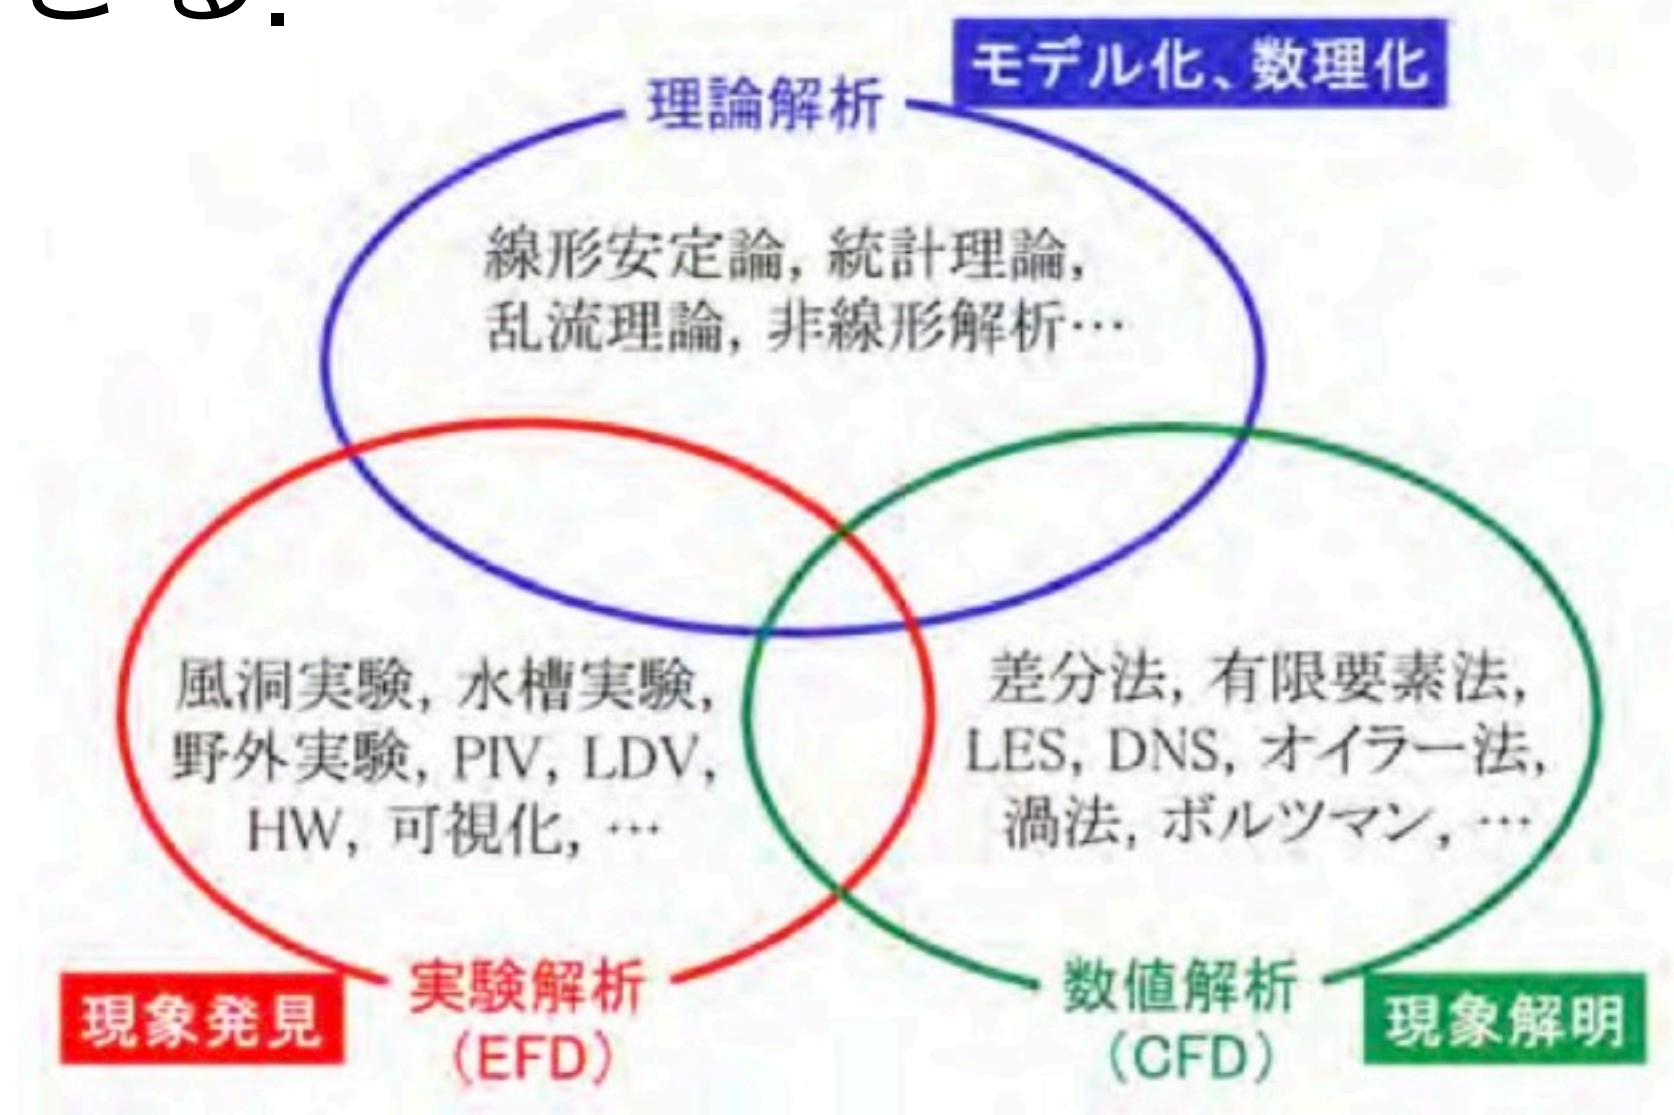 る.
モデル化、数理化
理論解析
線形安定論, 統計理論,
乱流理論, 非線形解析…
風洞実験, 水槽実験,
野外実験, PIV, LDV,
HW, 可視化, …
差分法, 有限要素法,
LES, DNS, オイラー法,
渦法, ボルツマン, …
現象発見
実験解析
(EFD)
数値解析
(CFD)
現象解明